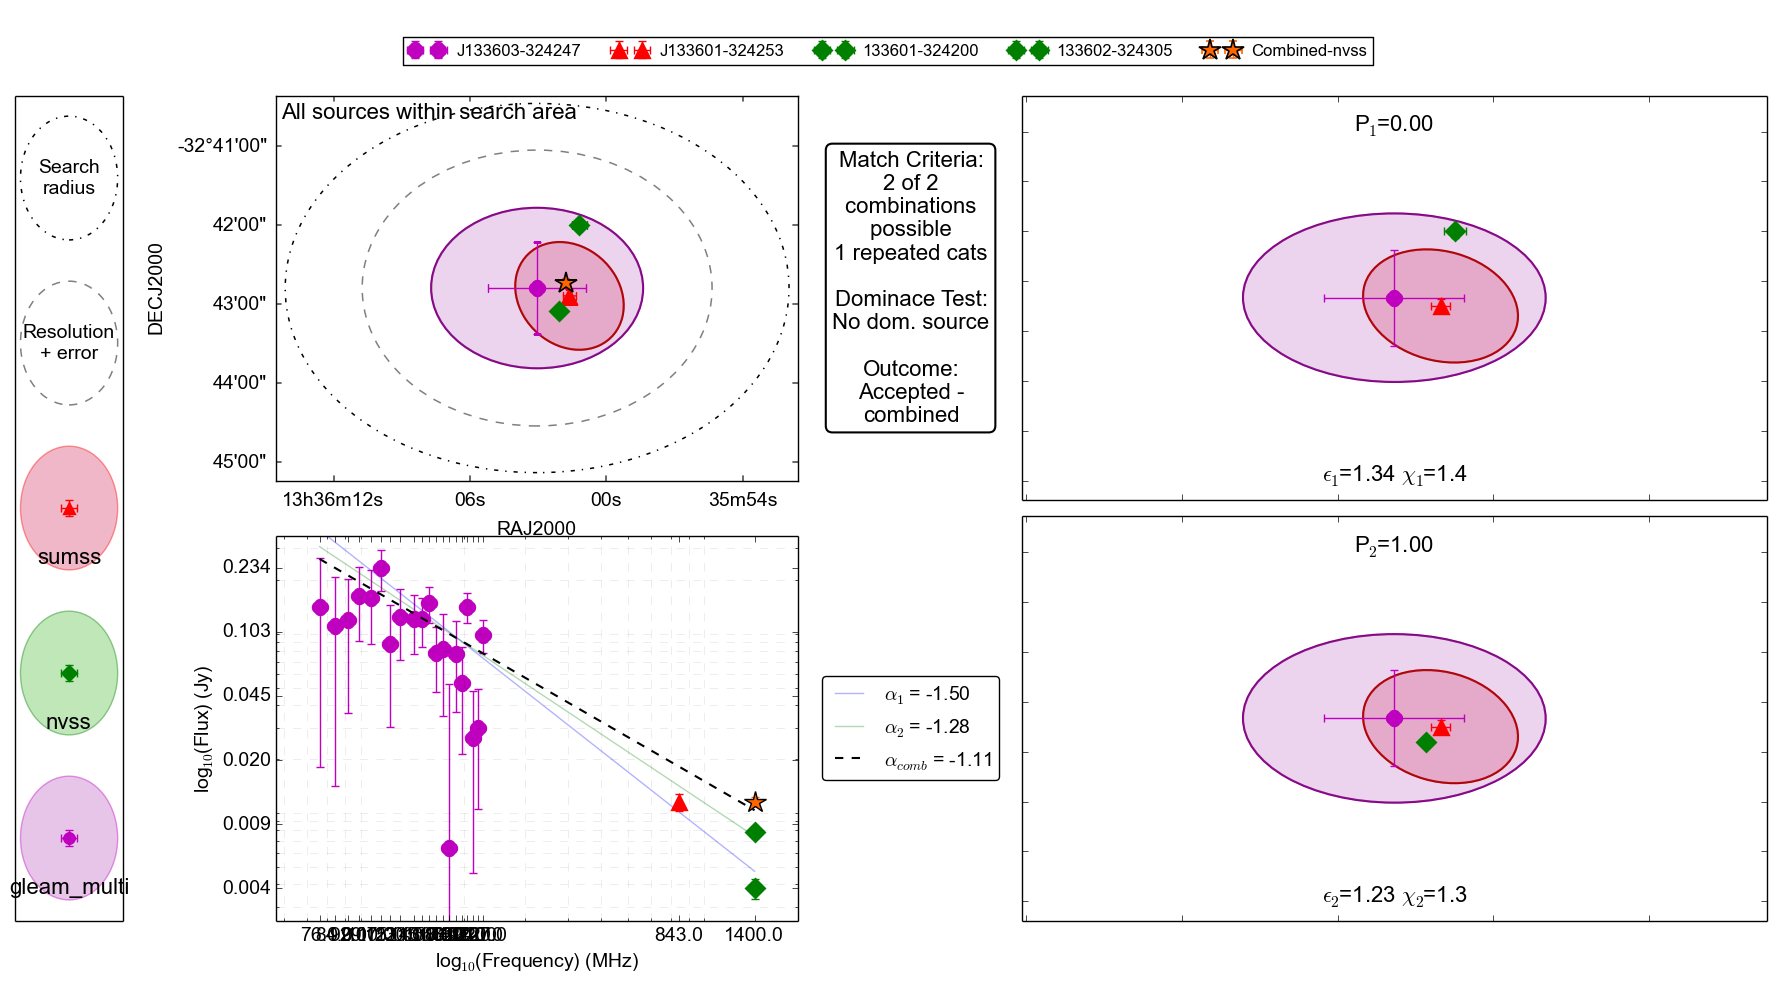 J133603-324247 J133601-324253 133601-324200 133602-324305 Combined-nvss
Search
radius
Resolution
+ error
sumss
nvss
gleam_multi
All sources within search area
DECJ2000
-32°41'00"
42'00"
43'00"
44'00"
45'00"
13h36m12s 06s 00s 35m54s
RAJ2000
Match Criteria:
2 of 2
combinations
possible
1 repeated cats
Dominace Test:
No dom. source
Outcome:
Accepted -
combined
P1=0.00
ϵ1=1.34 χ1=1.4
P2=1.00
ϵ2=1.23 χ2=1.3
log10(Flux) (Jy)
0.234
0.103
0.045
0.020
0.009
0.004
843.0 1400.0
log10(Frequency) (MHz)
α1 = -1.50
α2 = -1.28
αcomb = -1.11